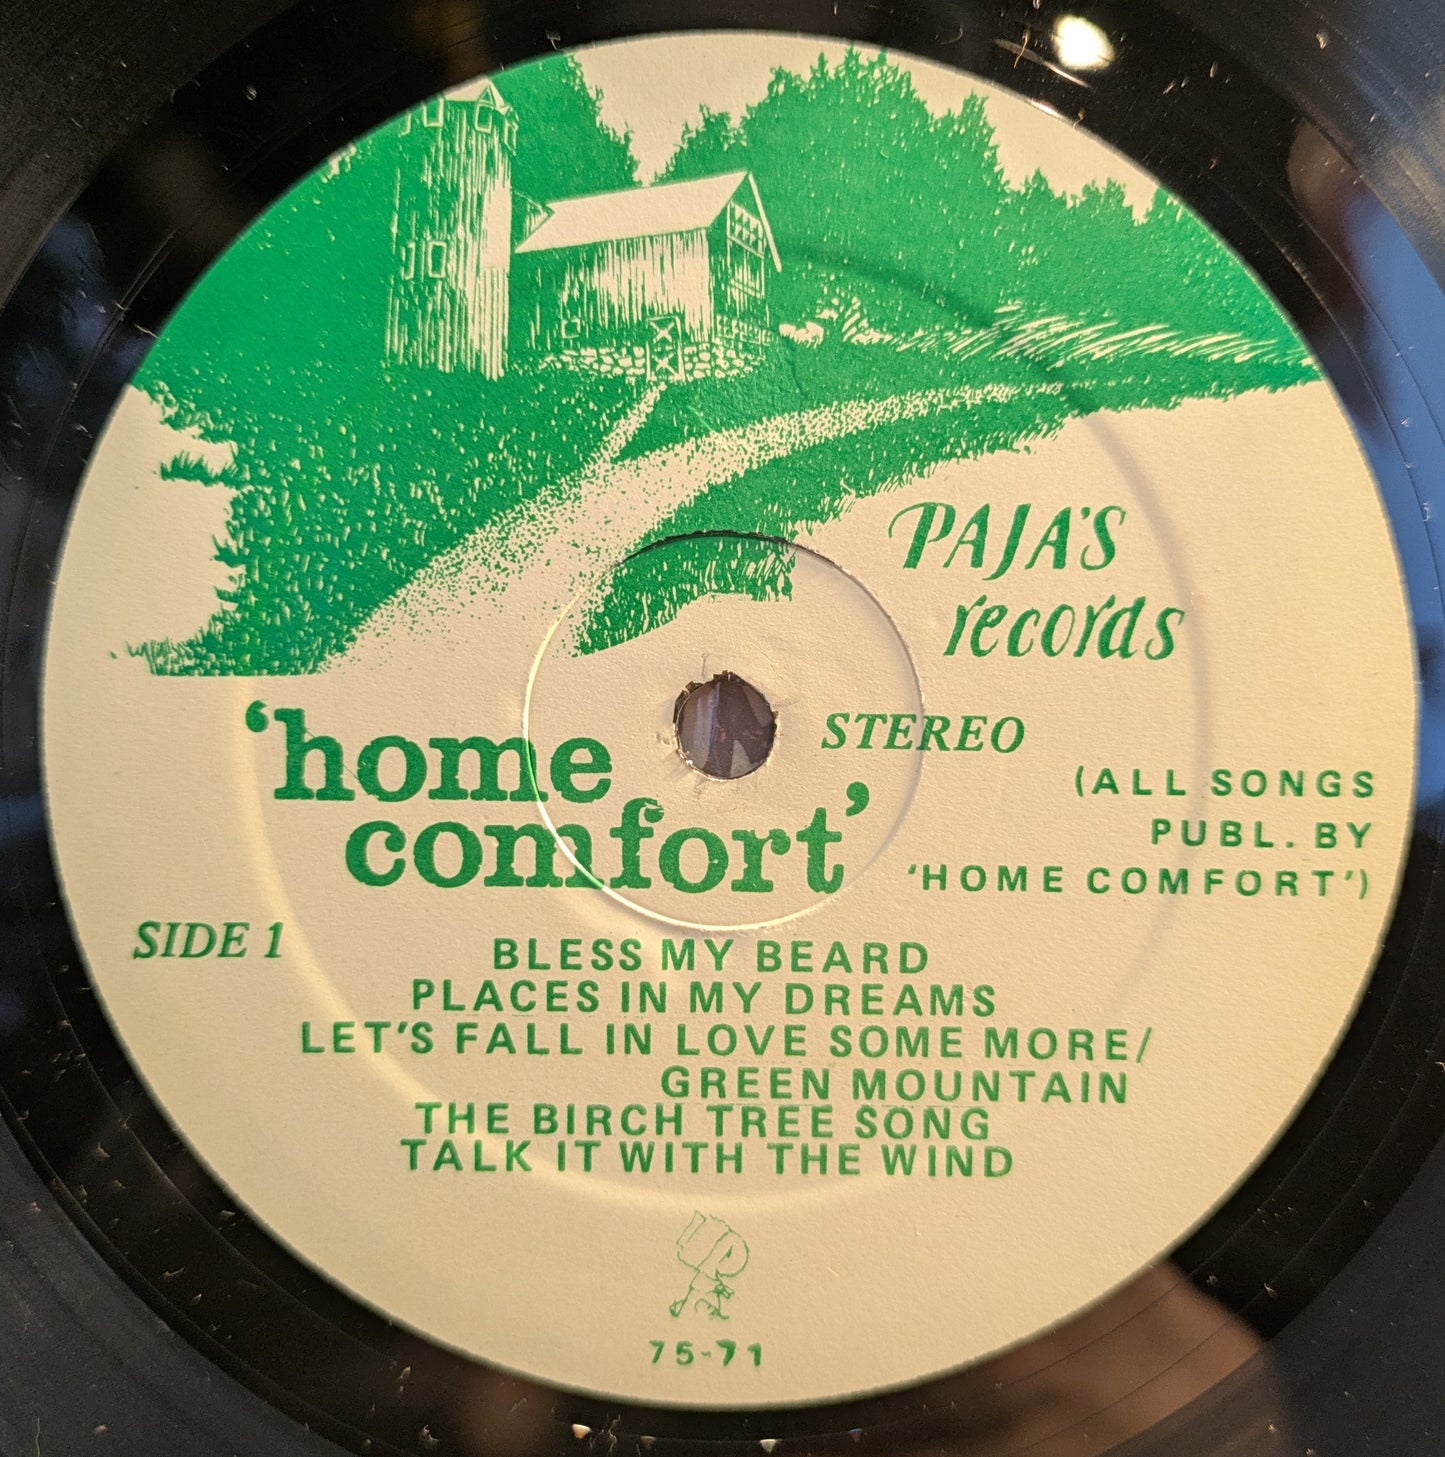 PAJA'S
records
'home
comfort'
STEREO
(ALL SONGS
PUBL. BY
'HOME COMFORT')
SIDE 1
BLESS MY BEARD
PLACES IN MY DREAMS
LET'S FALL IN LOVE SOME MORE/
GREEN MOUNTAIN
THE BIRCH TREE SONG
TALK IT WITH THE WIND
UP
75-71